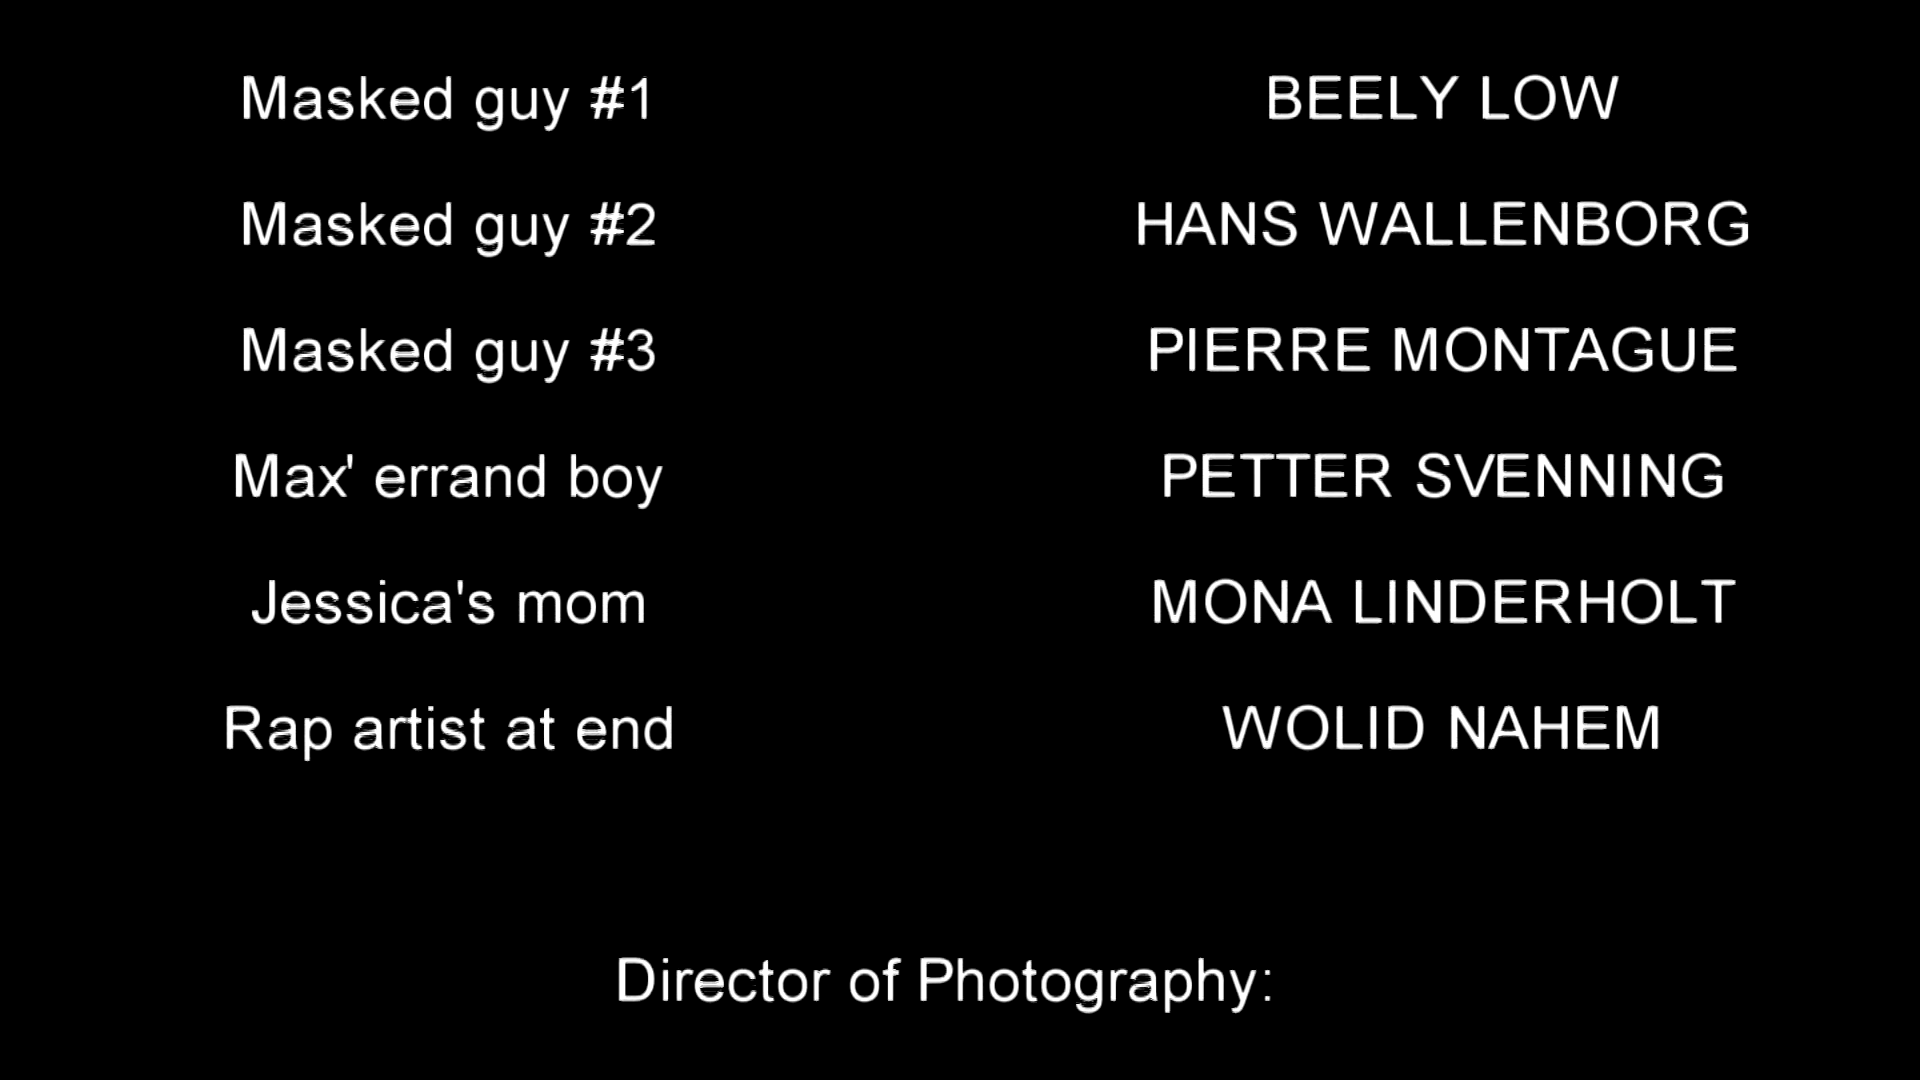 Masked guy #1 BEELY LOW
Masked guy #2 HANS WALLENBORG
Masked guy #3 PIERRE MONTAGUE
Max' errand boy PETTER SVENNING
Jessica's mom MONA LINDERHOLT
Rap artist at end WOLID NAHEM
Director of Photography: